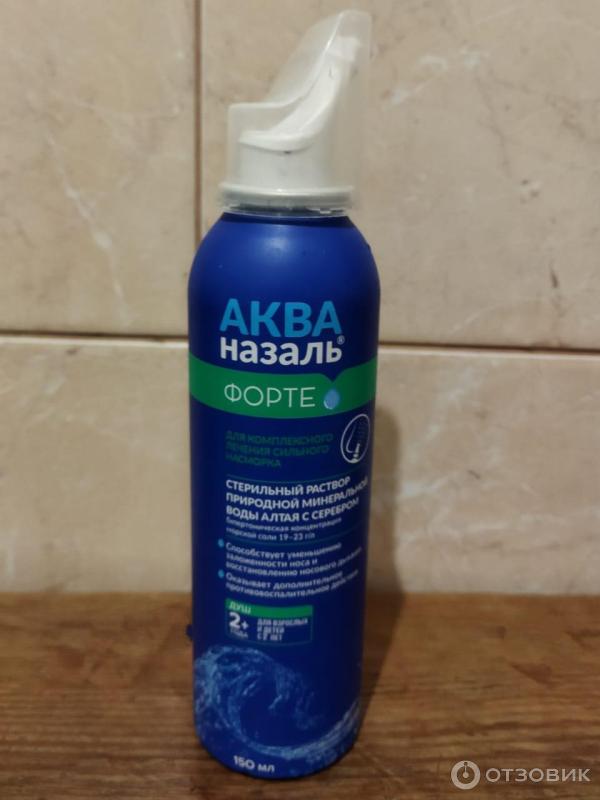 АКВА
назаль®
ФОРТЕ
ДЛЯ КОМПЛЕКСНОГО
ЛЕЧЕНИЯ СИЛЬНОГО
НАСМОРКА
СТЕРИЛЬНЫЙ РАСТВОР
ПРИРОДНОЙ МИНЕРАЛЬНОЙ
ВОДЫ АЛТАЯ С СЕРЕБРОМ
Гипертоническая концентрация
морской соли 19-23 г/л
• Способствует уменьшению
заложенности носа и
восстановлению носового дыхания
• Оказывает дополнительное
противовоспалительное действие
ДУШ
2+
ГОДА
ДЛЯ ВЗРОСЛЫХ
И ДЕТЕЙ
С 2 ЛЕТ
150 мл
ОТЗОВИК